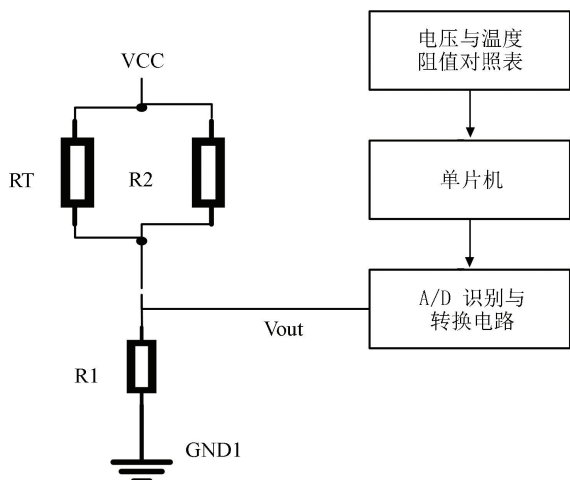 VCC
RT
R2
Vout
R1
GND1
电压与温度
阻值对照表
单片机
A/D 识别与
转换电路